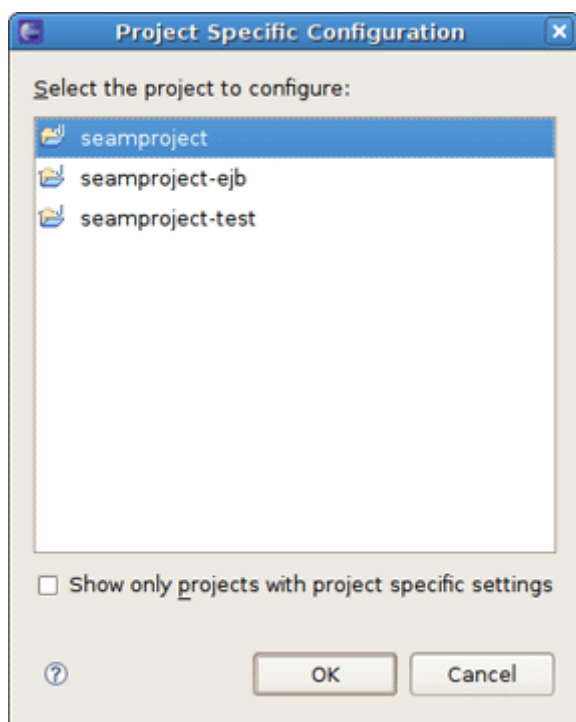 Project Specific Configuration
Select the project to configure:
seamproject
seamproject-ejb
seamproject-test
Show only projects with project specific settings
OK
Cancel